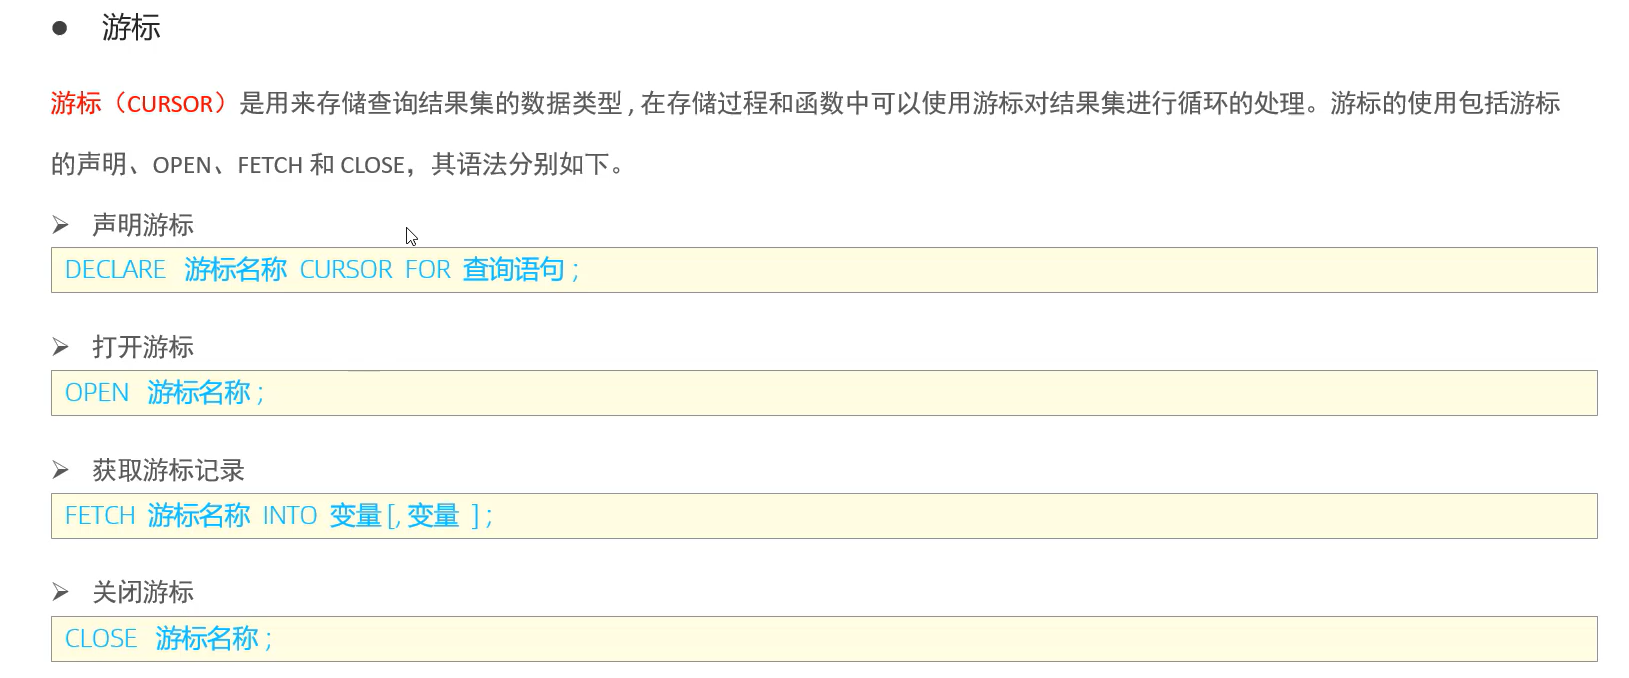 ● 游标
游标（CURSOR）是用来存储查询结果集的数据类型 , 在存储过程和函数中可以使用游标对结果集进行循环的处理。游标的使用包括游标
的声明、OPEN、FETCH 和 CLOSE，其语法分别如下。
➢ 声明游标
DECLARE 游标名称 CURSOR FOR 查询语句 ;
➢ 打开游标
OPEN 游标名称 ;
➢ 获取游标记录
FETCH 游标名称 INTO 变量 [, 变量 ] ;
➢ 关闭游标
CLOSE 游标名称 ;